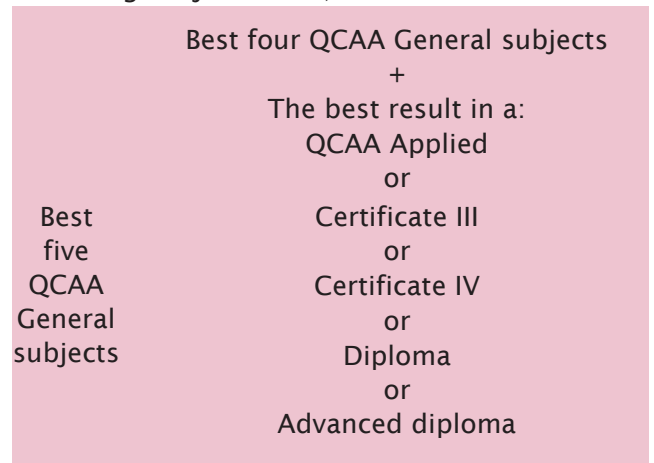 Best
five
QCAA
General
subjects
Best four QCAA General subjects
+
The best result in a:
QCAA Applied
or
Certificate III
or
Certificate IV
or
Diploma
or
Advanced diploma